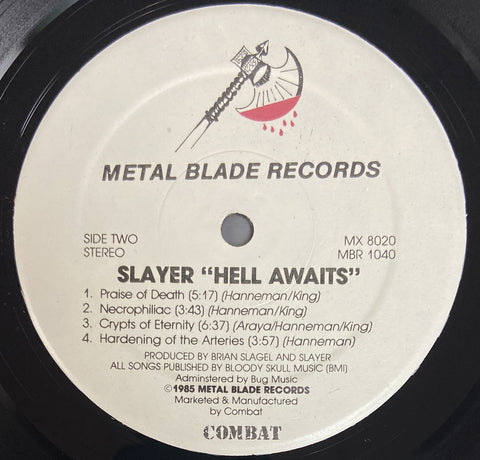 METAL BLADE RECORDS
SIDE TWO MX 8020
STEREO MBR 1040
SLAYER "HELL AWAITS"
1. Praise of Death (5:17) (Hanneman/King)
2. Necrophiliac (3:43) (Hanneman/King)
3. Crypts of Eternity (6:37) (Araya/Hanneman/King)
4. Hardening of the Arteries (3:57) (Hanneman)
PRODUCED BY BRIAN SLAGEL AND SLAYER
ALL SONGS PUBLISHED BY BLOODY SKULL MUSIC (BMI)
Adminstered by Bug Music
©1985 METAL BLADE RECORDS
Marketed & Manufactured
by Combat
COMBAT